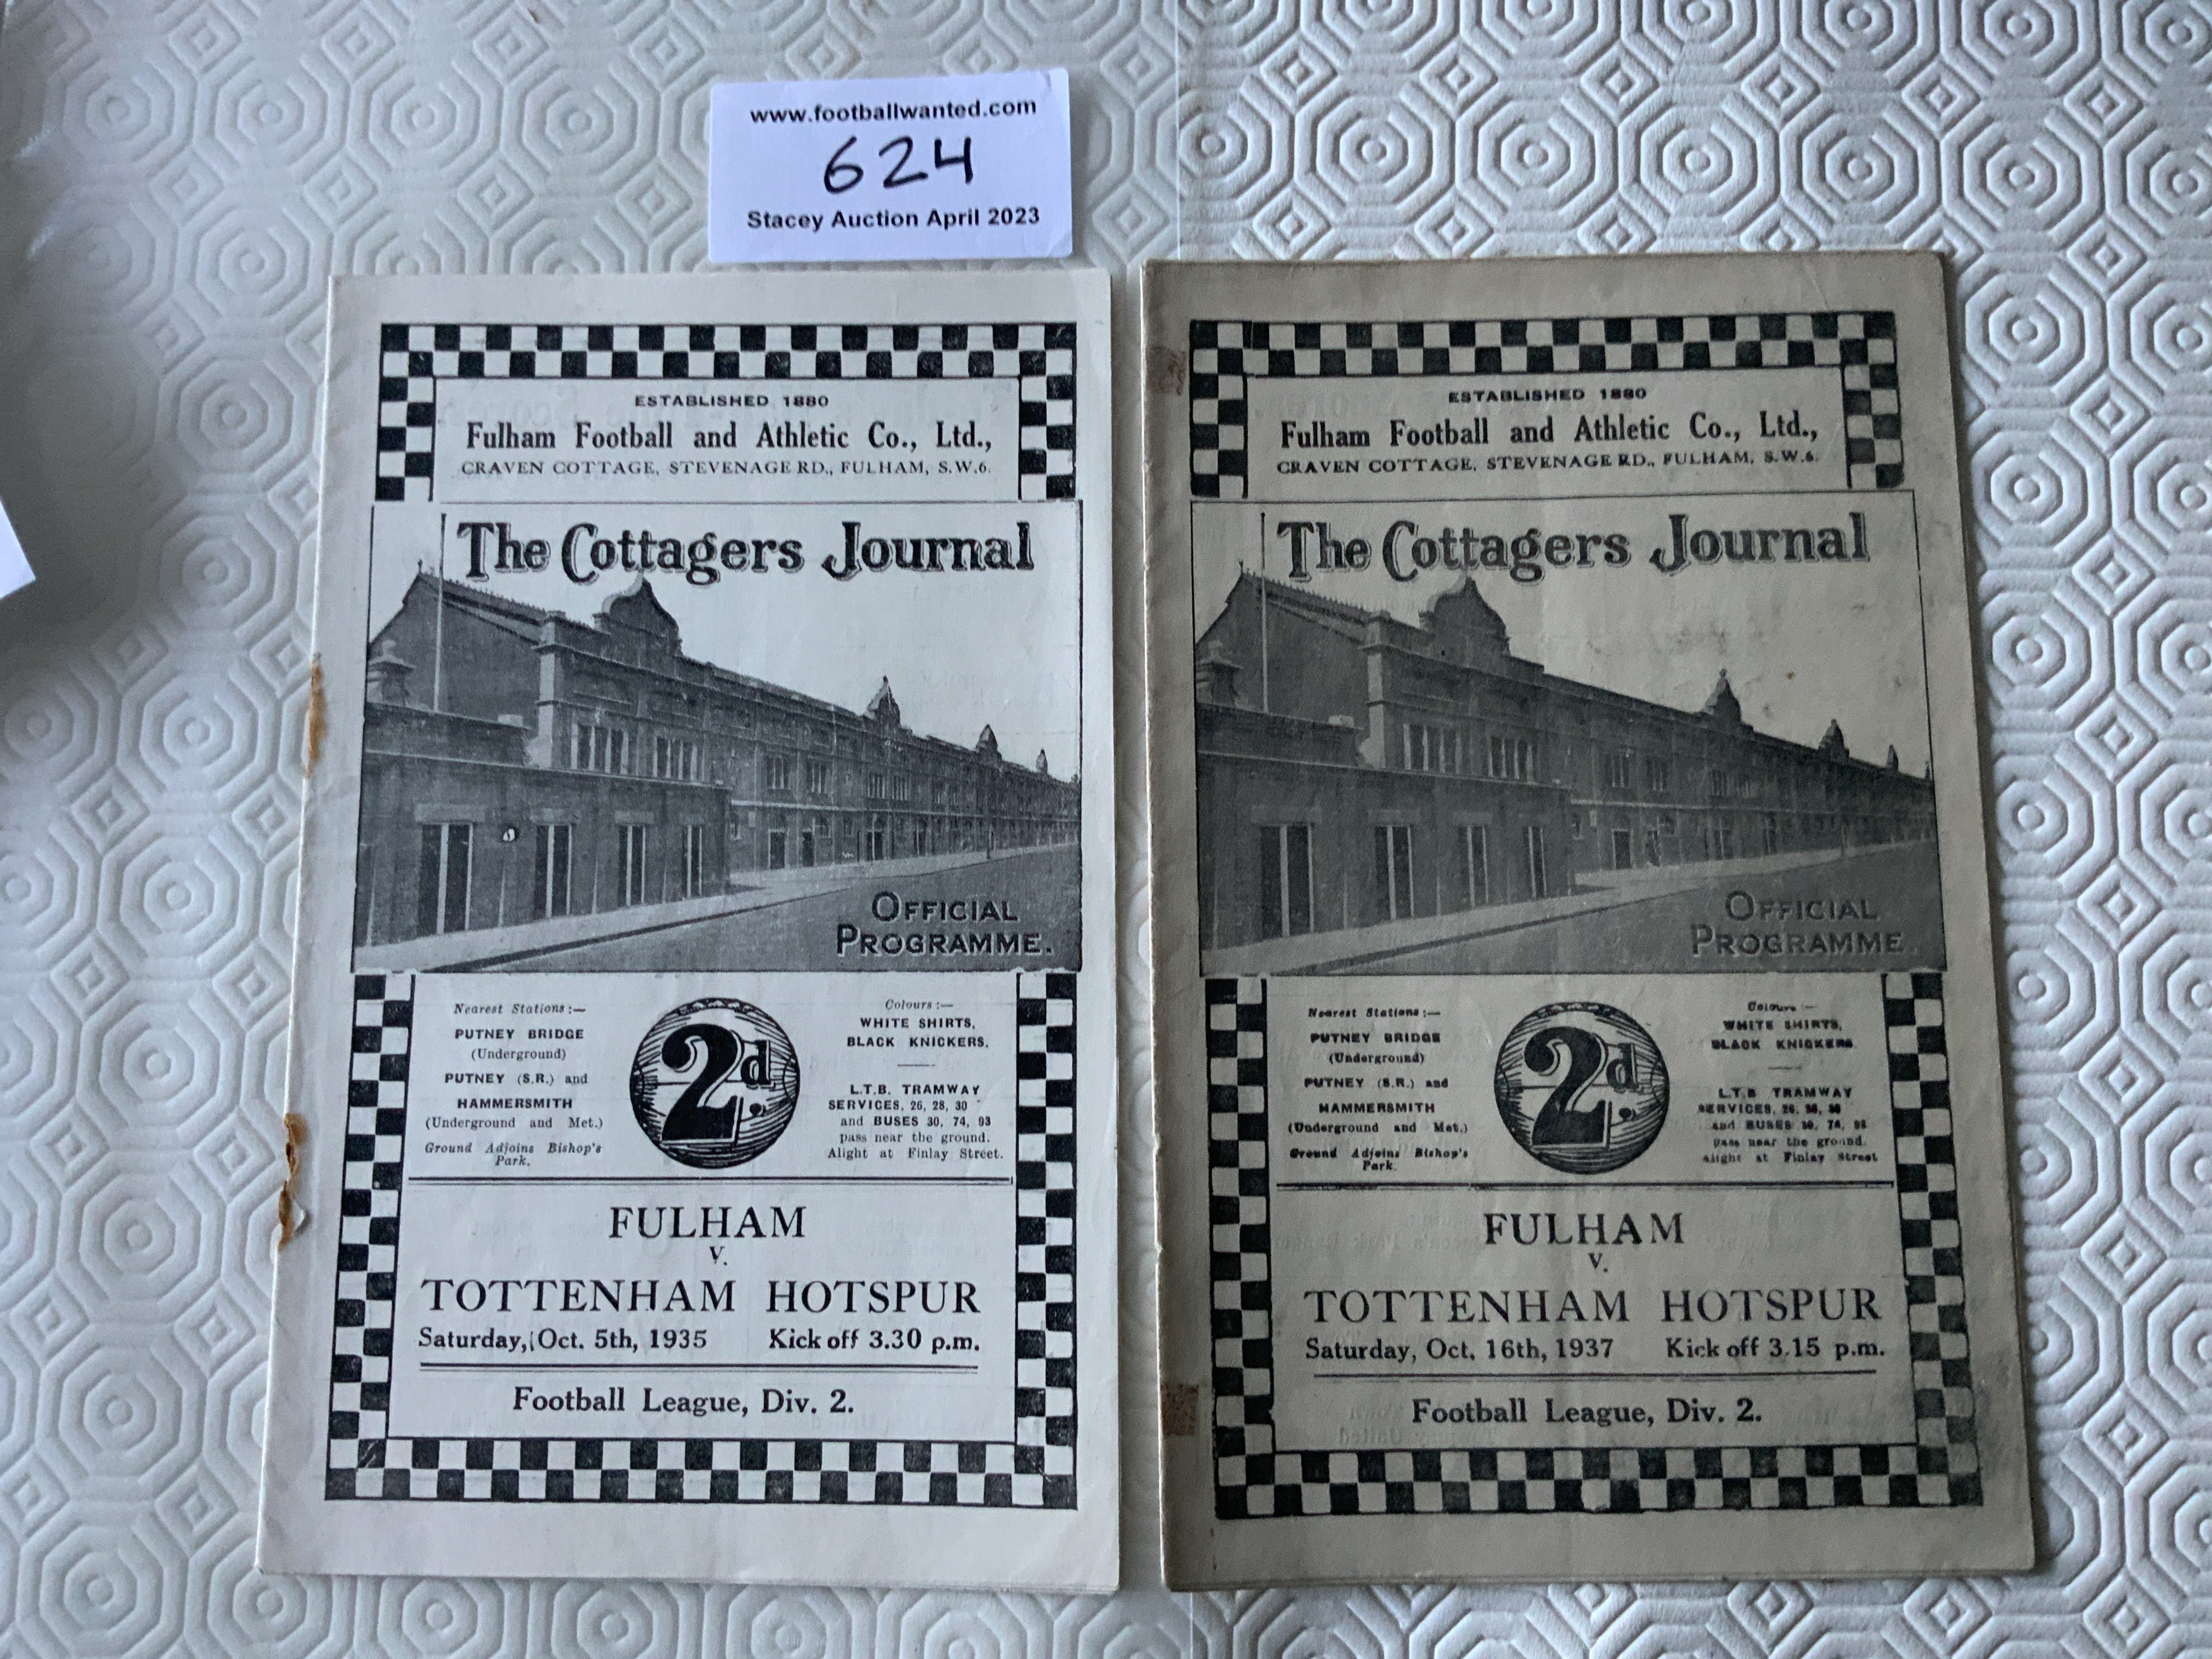 www.footballwanted.com
624
Stacey Auction April 2023
ESTABLISHED 1880
Fulham Football and Athletic Co., Ltd.,
CRAVEN COTTAGE, STEVENAGE RD., FULHAM, S.W.6.
The Cottagers Journal
OFFICIAL
PROGRAMME.
Nearest Stations :—
PUTNEY BRIDGE
(Underground)
PUTNEY (S.R.) and
HAMMERSMITH
(Underground and Met.)
Ground Adjoins Bishop's
Park.
2d.
Colours :—
WHITE SHIRTS,
BLACK KNICKERS.
L.T.B. TRAMWAY
SERVICES, 26, 28, 30
and BUSES 30, 74, 93
pass near the ground.
Alight at Finlay Street.
FULHAM
v.
TOTTENHAM HOTSPUR
Saturday, Oct. 5th, 1935 Kick off 3.30 p.m.
Football League, Div. 2.
ESTABLISHED 1880
Fulham Football and Athletic Co., Ltd.,
CRAVEN COTTAGE, STEVENAGE RD., FULHAM, S.W.6.
The Cottagers Journal
OFFICIAL
PROGRAMME.
Nearest Stations :—
PUTNEY BRIDGE
(Underground)
PUTNEY (S.R.) and
HAMMERSMITH
(Underground and Met.)
Ground Adjoins Bishop's
Park.
2d.
Colours :—
WHITE SHIRTS,
BLACK KNICKERS.
L.T.B. TRAMWAY
SERVICES, 26,
and BUSES 30, 74, 93
pass near the ground.
Alight at Finlay Street
FULHAM
v.
TOTTENHAM HOTSPUR
Saturday, Oct. 16th, 1937 Kick off 3.15 p.m.
Football League, Div. 2.